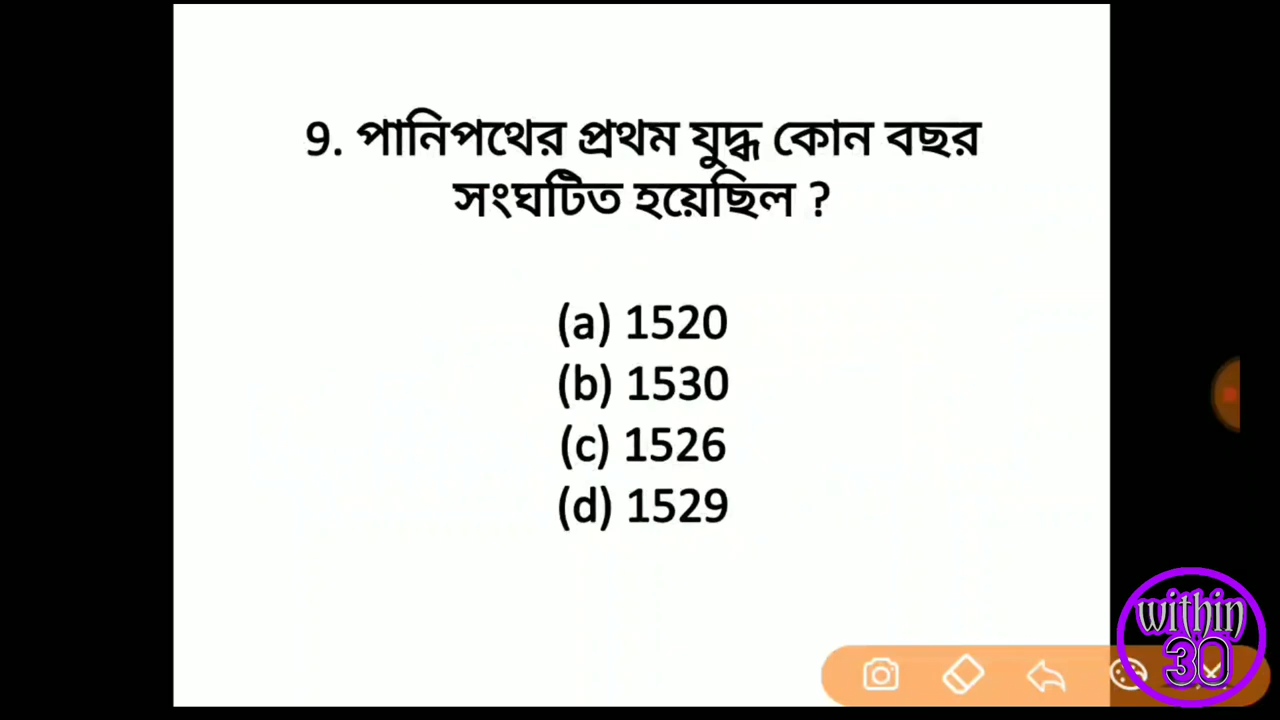 9. পানিপথের প্রথম যুদ্ধ কোন বছর
সংঘটিত হয়েছিল ?
(a) 1520
(b) 1530
(c) 1526
(d) 1529
within
30